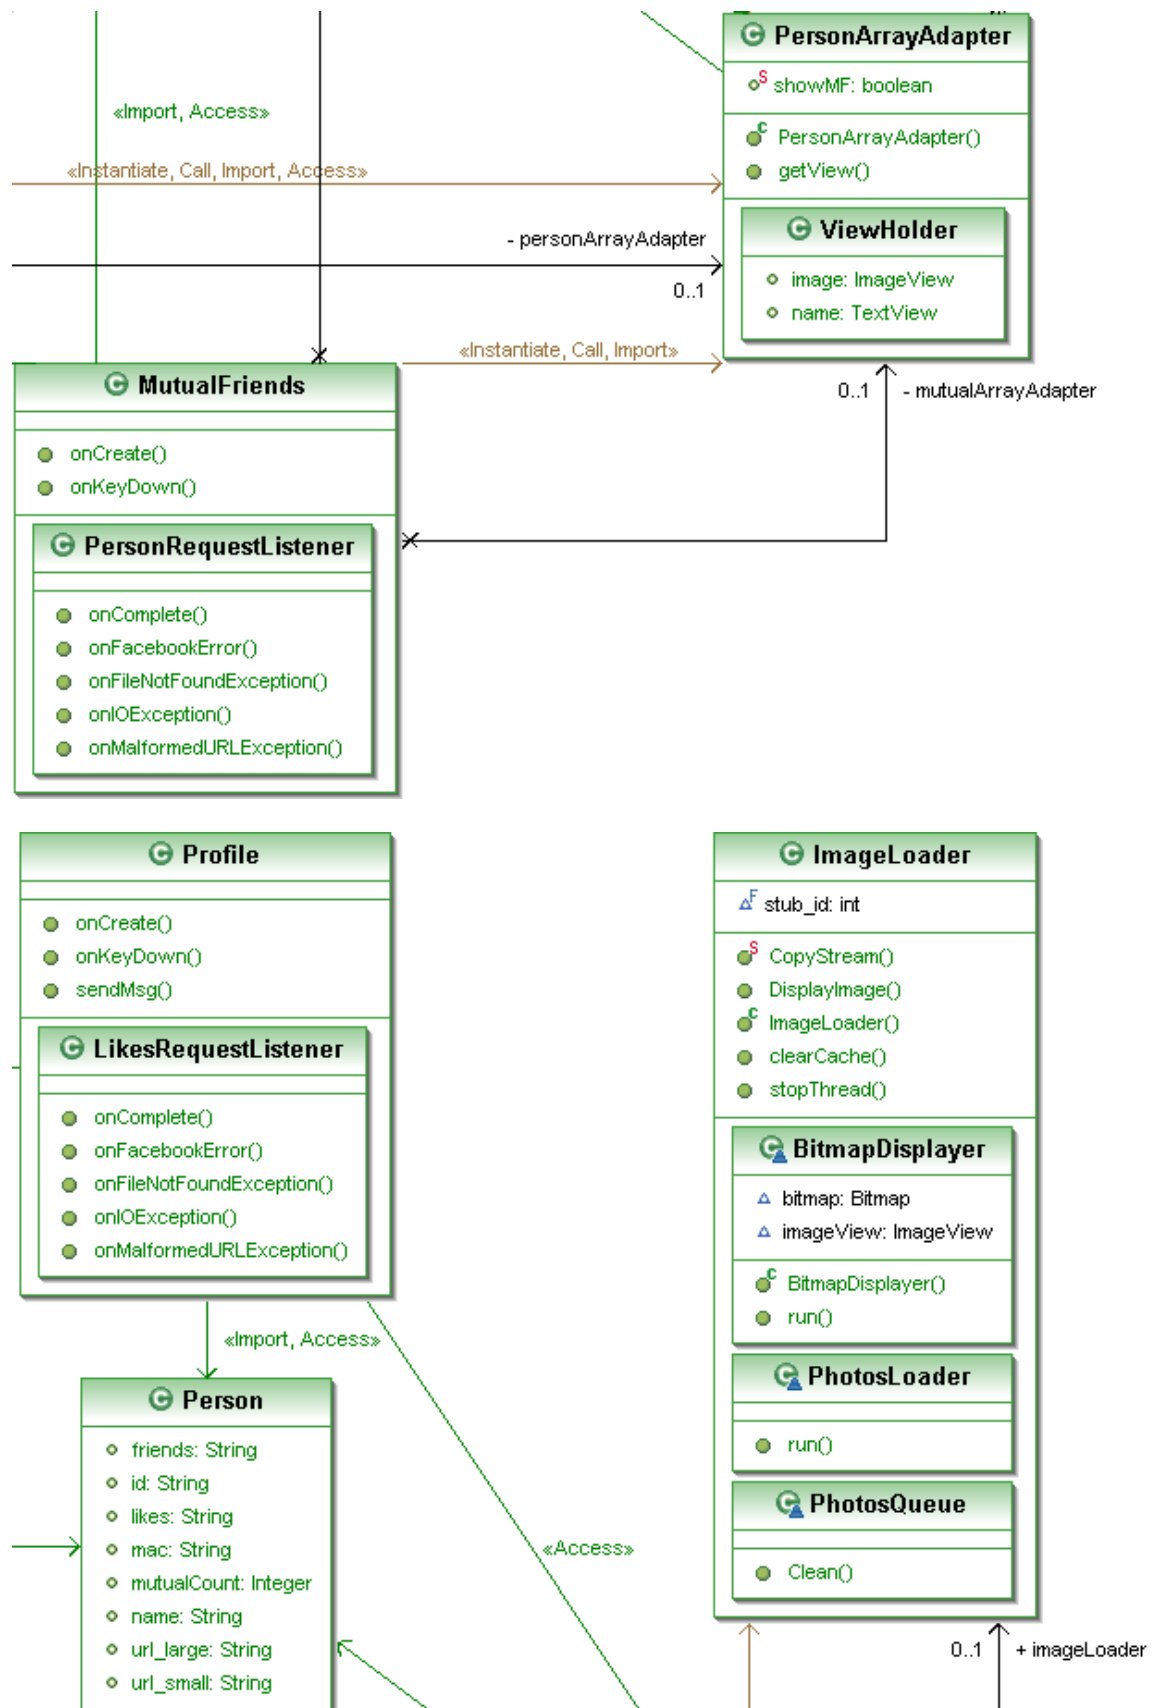 PersonArrayAdapter
showMF: boolean
PersonArrayAdapter()
getView()
ViewHolder
image: ImageView
name: TextView
«Import, Access»
«Instantiate, Call, Import, Access»
- personArrayAdapter
0..1
«Instantiate, Call, Import»
0..1 - mutualArrayAdapter
MutualFriends
onCreate()
onKeyDown()
PersonRequestListener
onComplete()
onFacebookError()
onFileNotFoundException()
onIOException()
onMalformedURLException()
Profile
onCreate()
onKeyDown()
sendMsg()
LikesRequestListener
onComplete()
onFacebookError()
onFileNotFoundException()
onIOException()
onMalformedURLException()
«Import, Access»
Person
friends: String
id: String
likes: String
mac: String
mutualCount: Integer
name: String
url_large: String
url_small: String
«Access»
ImageLoader
stub_id: int
CopyStream()
DisplayImage()
ImageLoader()
clearCache()
stopThread()
BitmapDisplayer
bitmap: Bitmap
imageView: ImageView
BitmapDisplayer()
run()
PhotosLoader
run()
PhotosQueue
Clean()
0..1 + imageLoader